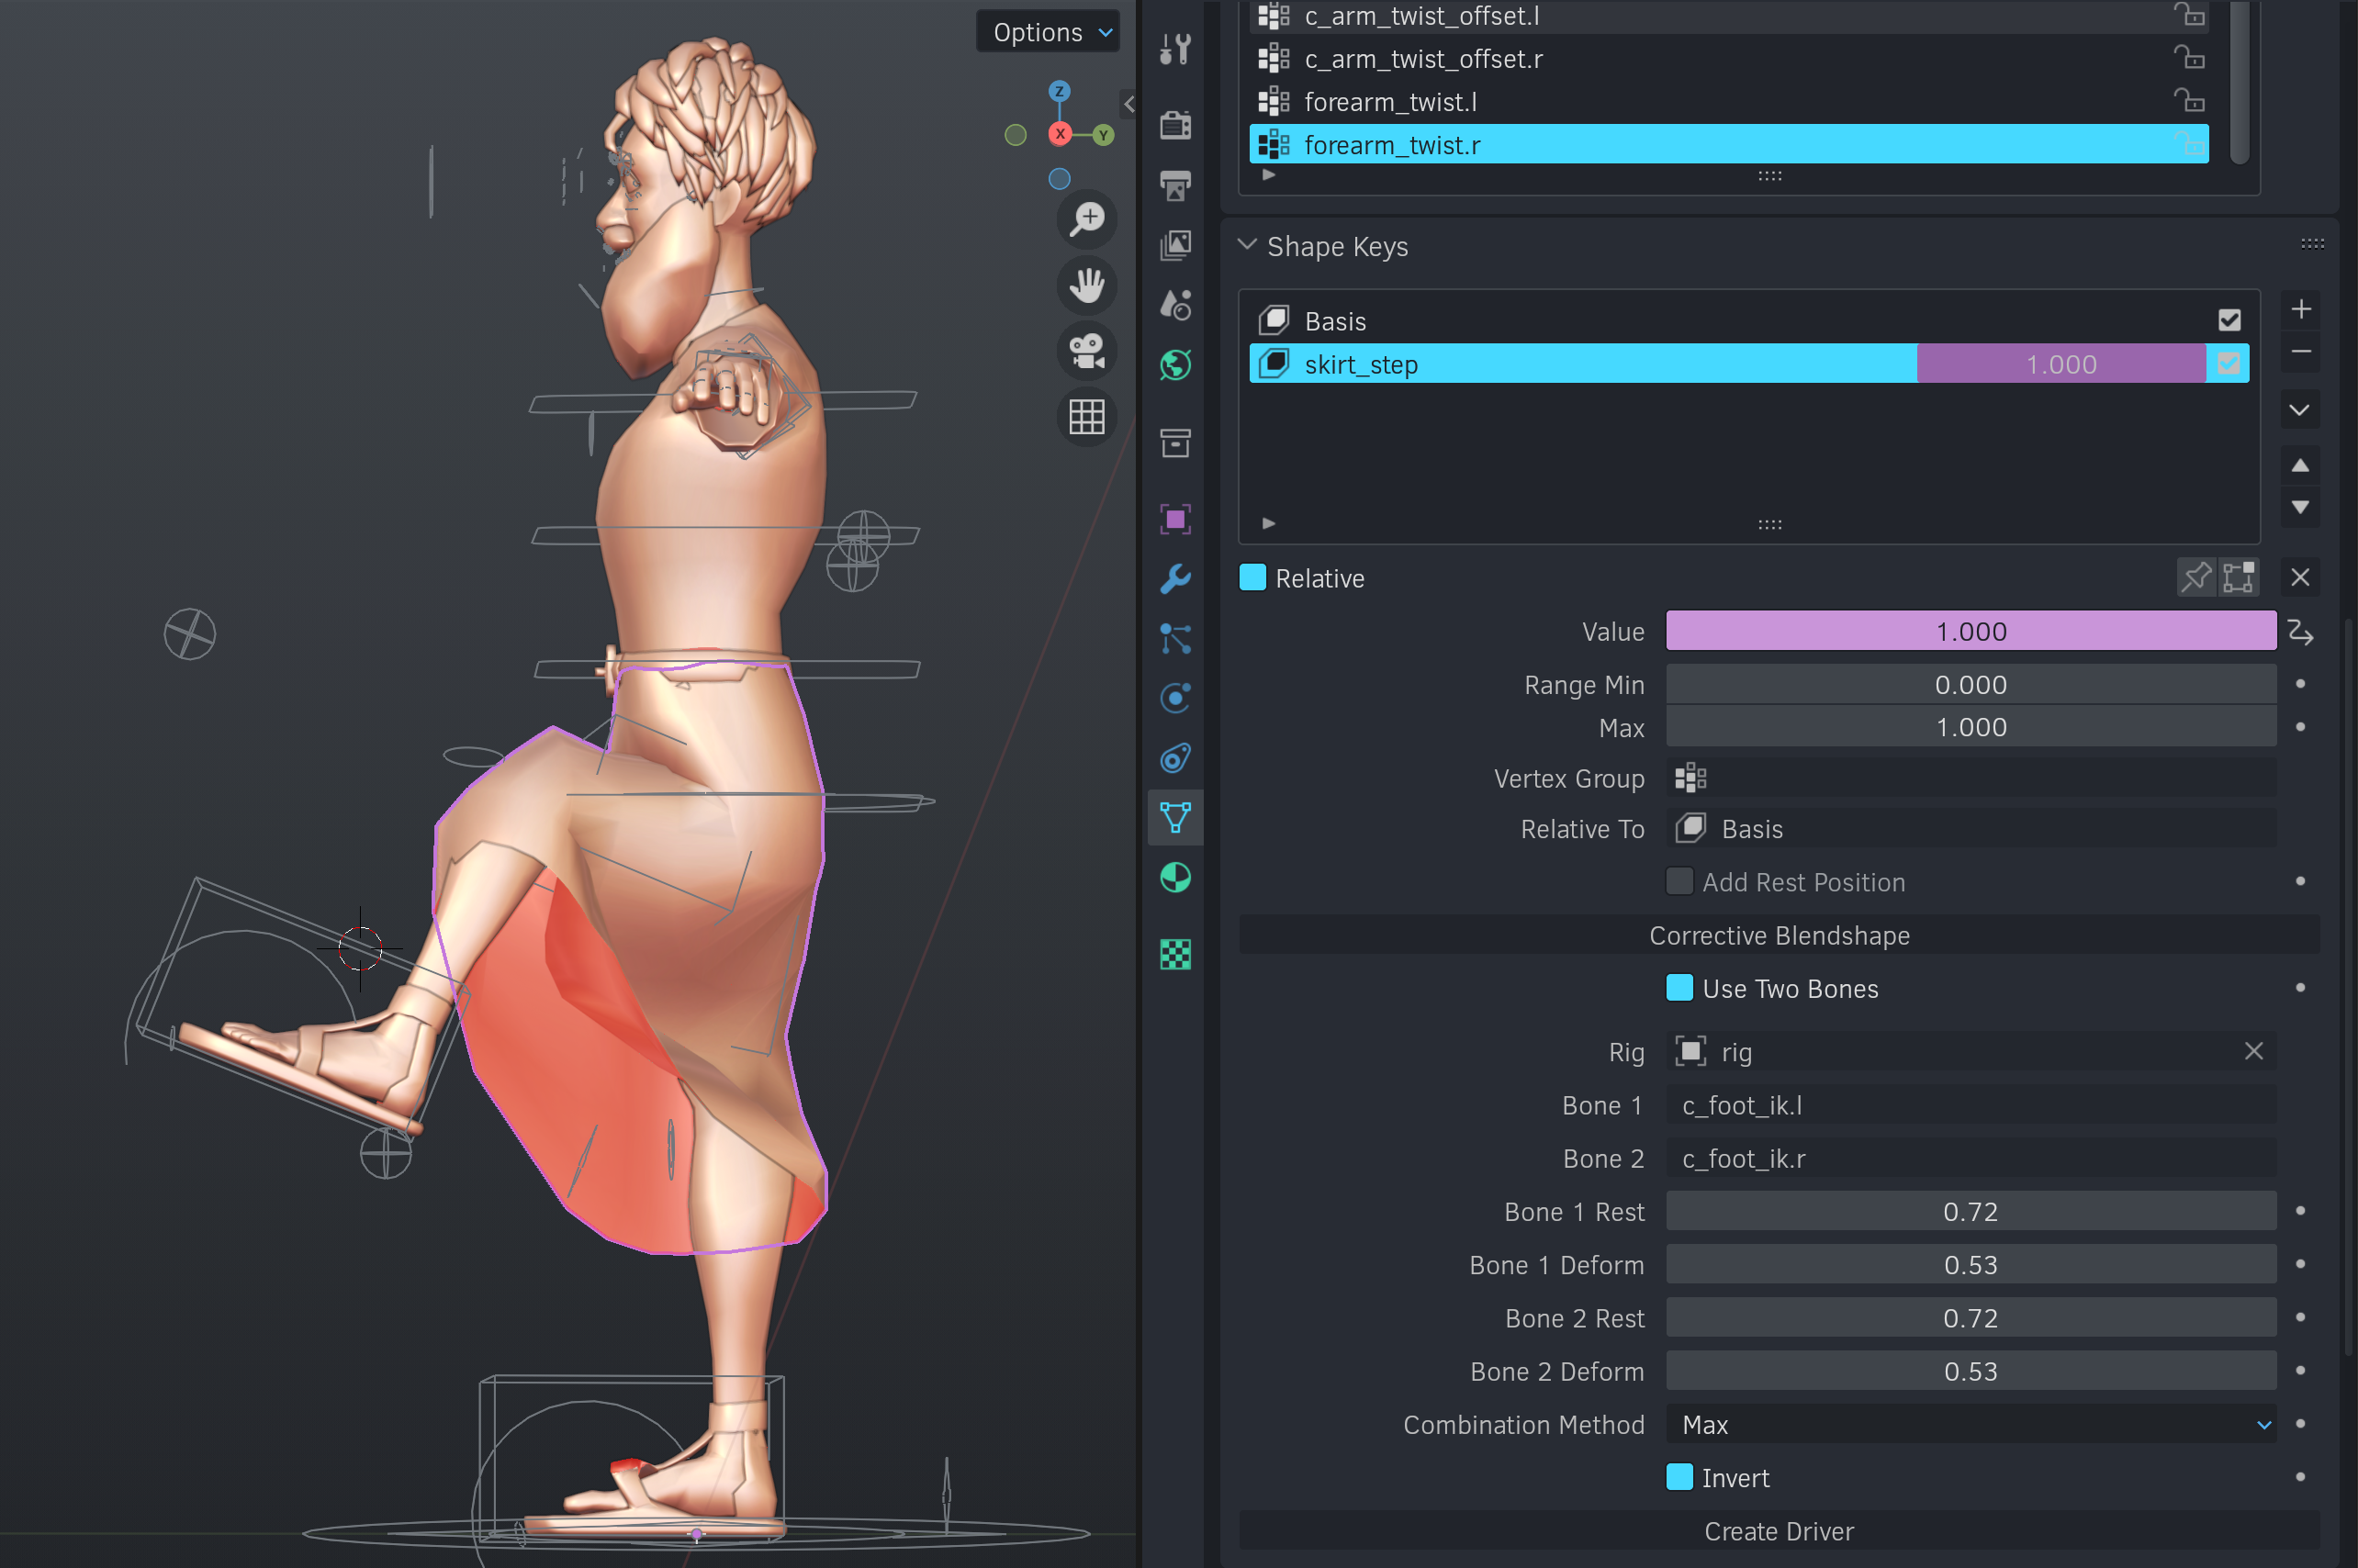 Options
Z
X
Y
c_arm_twist_offset.l
c_arm_twist_offset.r
forearm_twist.l
forearm_twist.r
Shape Keys
Basis
skirt_step 1.000
Relative
Value 1.000
Range Min 0.000
Max 1.000
Vertex Group
Relative To Basis
Add Rest Position
Corrective Blendshape
Use Two Bones
Rig rig
Bone 1 c_foot_ik.l
Bone 2 c_foot_ik.r
Bone 1 Rest 0.72
Bone 1 Deform 0.53
Bone 2 Rest 0.72
Bone 2 Deform 0.53
Combination Method Max
Invert
Create Driver